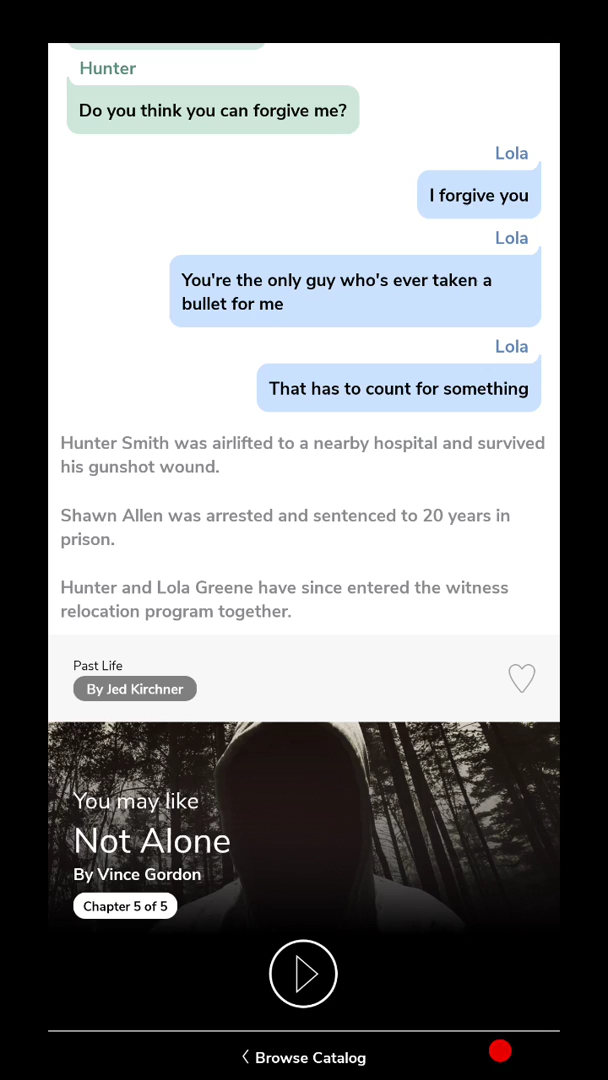 Hunter
Do you think you can forgive me?
Lola
I forgive you
Lola
You're the only guy who's ever taken a
bullet for me
Lola
That has to count for something
Hunter Smith was airlifted to a nearby hospital and survived
his gunshot wound.
Shawn Allen was arrested and sentenced to 20 years in
prison.
Hunter and Lola Greene have since entered the witness
relocation program together.
Past Life
By Jed Kirchner
You may like
Not Alone
By Vince Gordon
Chapter 5 of 5
Browse Catalog